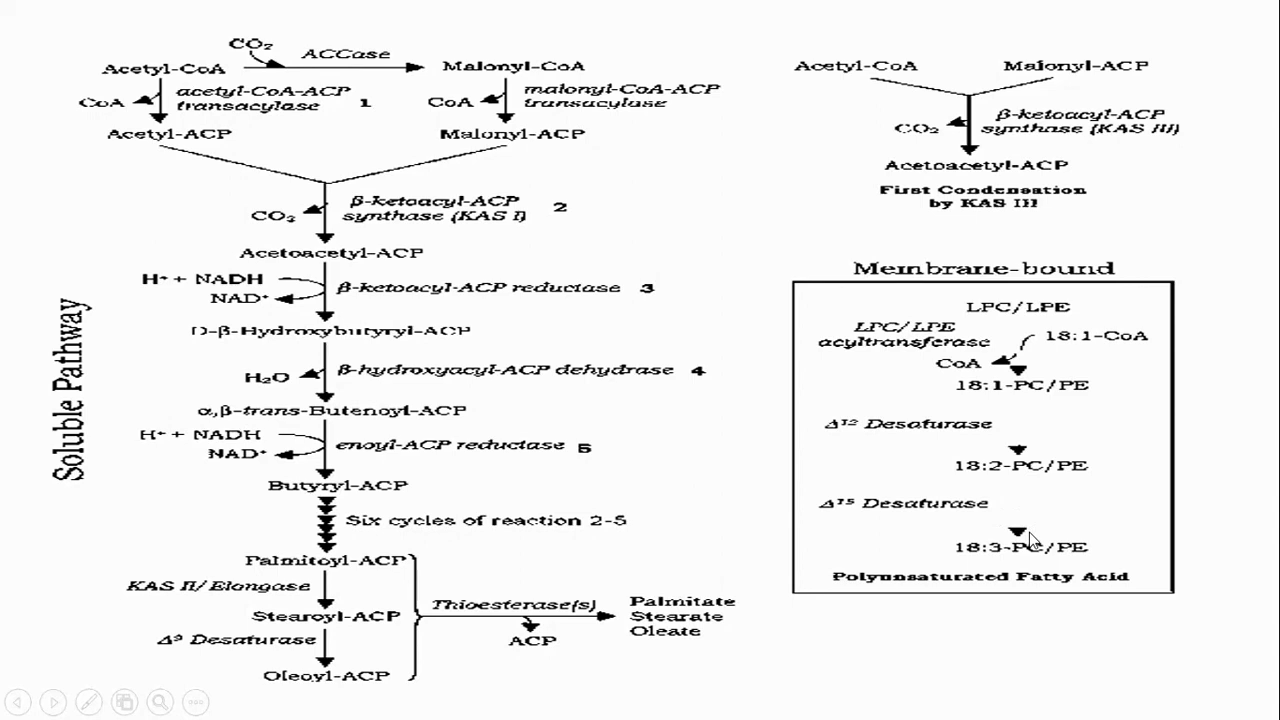 Soluble Pathway
CO₂
ACCase
Acetyl-CoA
Malonyl-CoA
CoA
acetyl-CoA-ACP
transacylase 1
CoA
malonyl-CoA-ACP
transacylase
Acetyl-ACP
Malonyl-ACP
CO₂
β-ketoacyl-ACP
synthase (KAS I) 2
Acetoacetyl-ACP
H⁺ + NADH
NAD⁺
β-ketoacyl-ACP reductase 3
D-β-Hydroxybutyryl-ACP
H₂O
β-hydroxyacyl-ACP dehydrase 4
α,β-trans-Butenoyl-ACP
H⁺ + NADH
NAD⁺
enoyl-ACP reductase 5
Butyryl-ACP
Six cycles of reaction 2-5
Palmitoyl-ACP
KAS II/Elongase
Stearoyl-ACP
Δ⁹ Desaturase
Oleoyl-ACP
Thioesterase(s)
ACP
Palmitate
Stearate
Oleate
Acetyl-CoA
Malonyl-ACP
CO₂
β-ketoacyl-ACP
synthase (KAS III)
Acetoacetyl-ACP
First Condensation
by KAS III
Membrane-bound
LPC/LPE
LPC/LPE
acyltransferase
18:1-CoA
CoA
18:1-PC/PE
Δ¹² Desaturase
18:2-PC/PE
Δ¹⁵ Desaturase
18:3-PC/PE
Polyunsaturated Fatty Acid